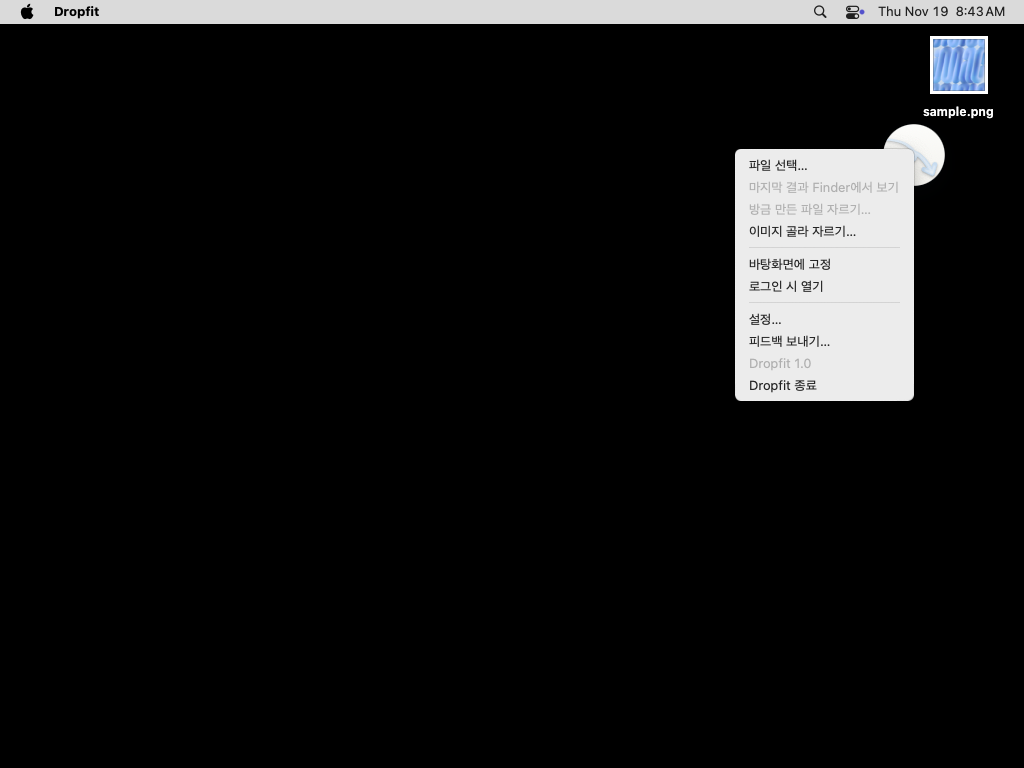 Dropfit
Thu Nov 19 8:43 AM
sample.png
파일 선택...
마지막 결과 Finder에서 보기
방금 만든 파일 자르기...
이미지 골라 자르기...
바탕화면에 고정
로그인 시 열기
설정...
피드백 보내기...
Dropfit 1.0
Dropfit 종료